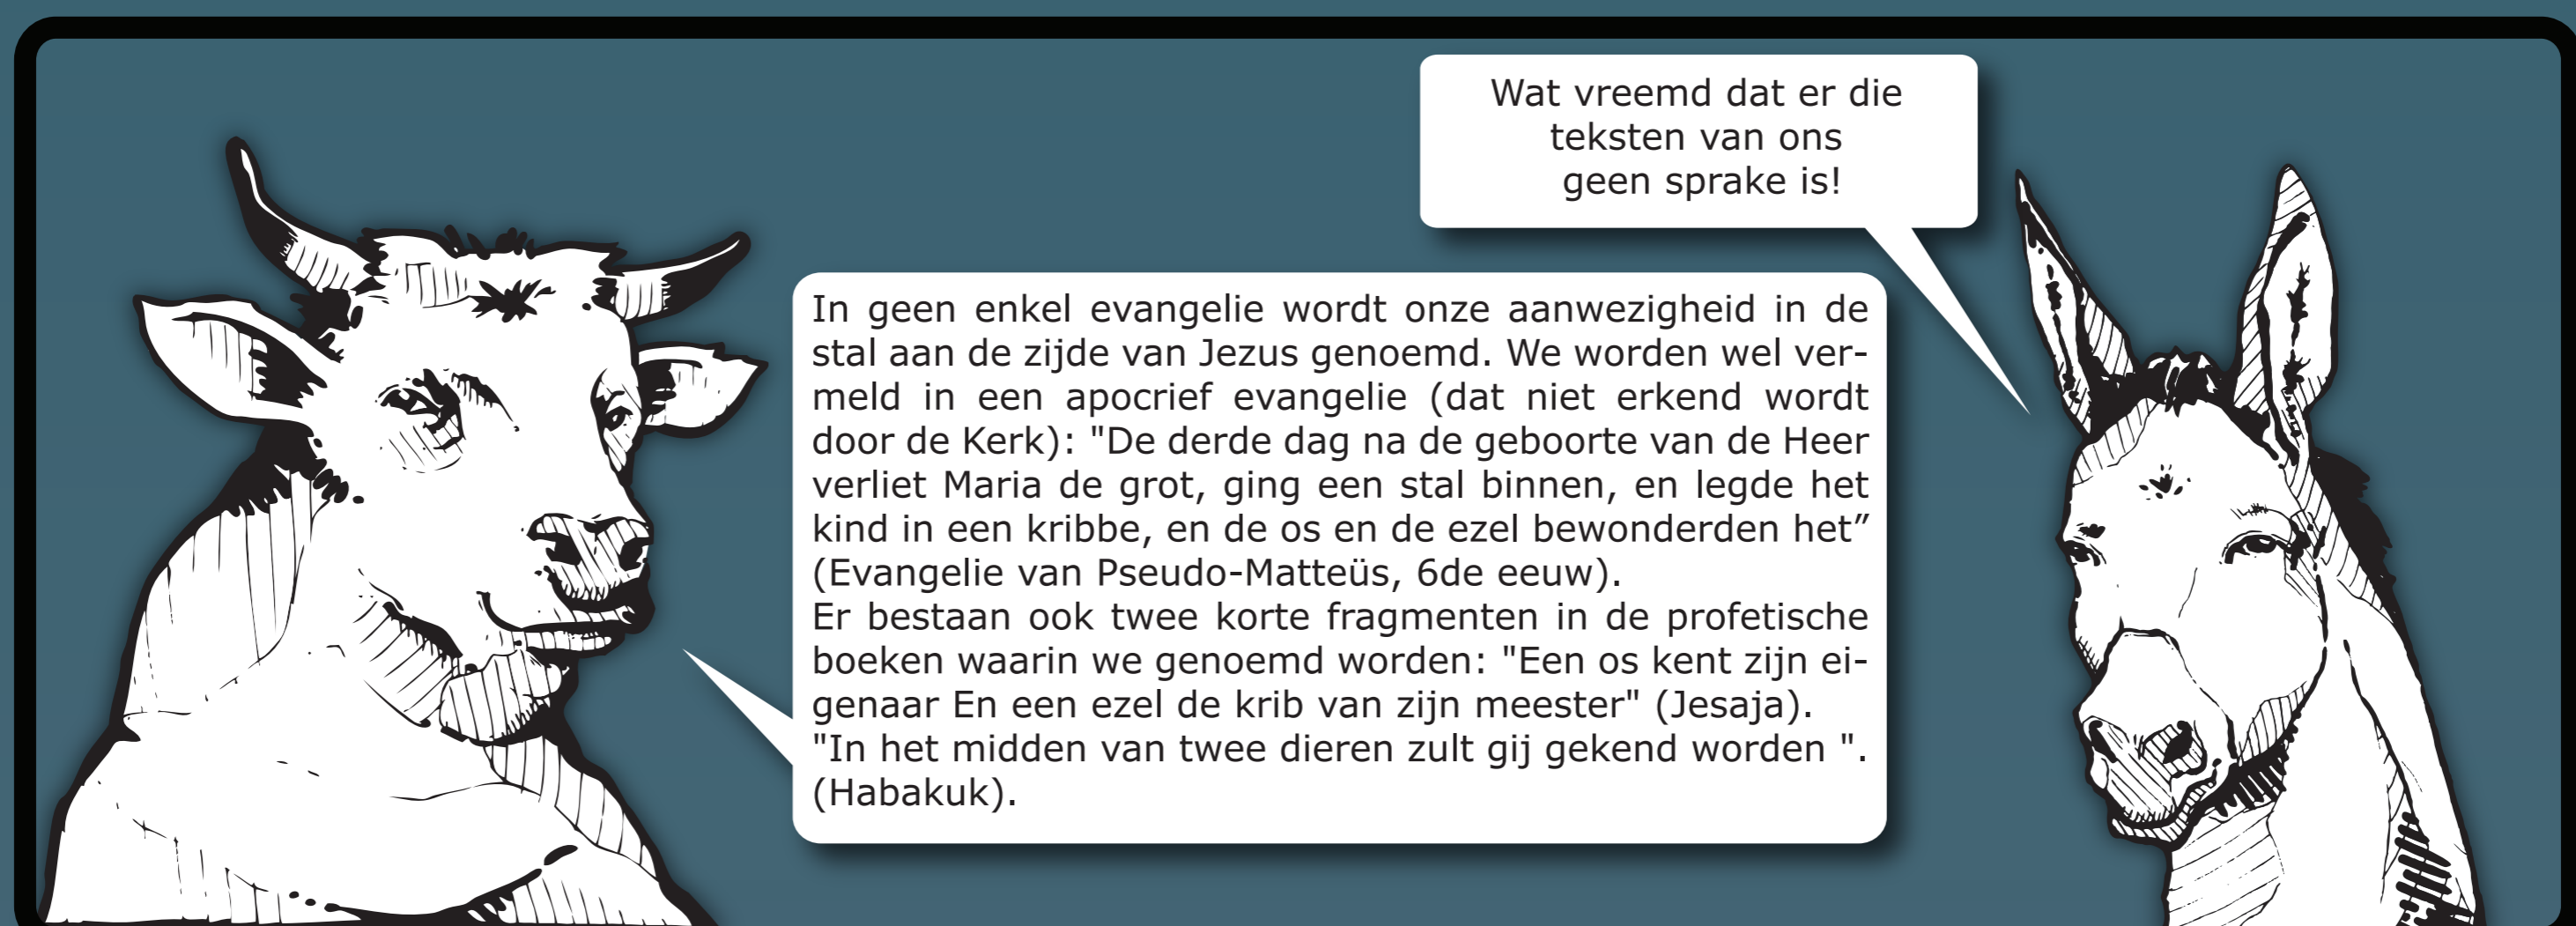 Wat vreemd dat er die
teksten van ons
geen sprake is!
In geen enkel evangelie wordt onze aanwezigheid in de
stal aan de zijde van Jezus genoemd. We worden wel ver-
meld in een apocrief evangelie (dat niet erkend wordt
door de Kerk): "De derde dag na de geboorte van de Heer
verliet Maria de grot, ging een stal binnen, en legde het
kind in een kribbe, en de os en de ezel bewonderden het”
(Evangelie van Pseudo-Matteüs, 6de eeuw).
Er bestaan ook twee korte fragmenten in de profetische
boeken waarin we genoemd worden: "Een os kent zijn ei-
genaar En een ezel de krib van zijn meester" (Jesaja).
"In het midden van twee dieren zult gij gekend worden ".
(Habakuk).